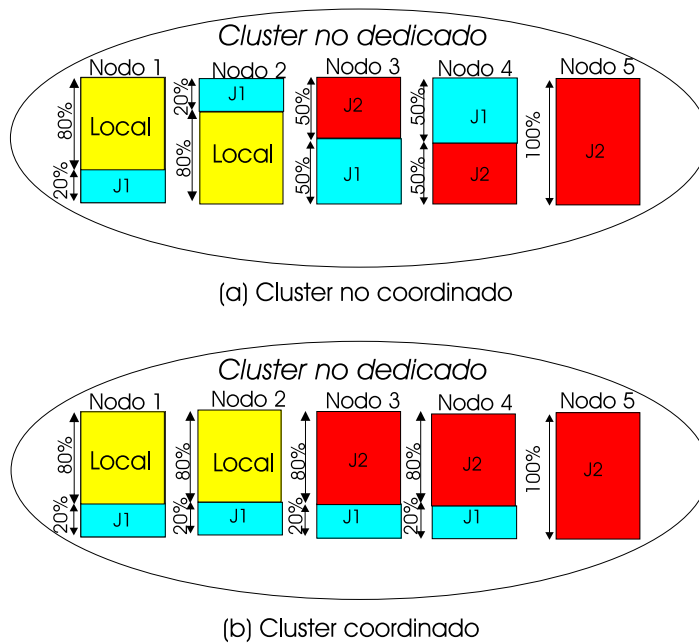 Cluster no dedicado
Nodo 1 Nodo 2 Nodo 3 Nodo 4 Nodo 5
80% Local 20% J1
20% J1 80% Local
50% J2 50% J1
50% J1 50% J2
100% J2
(a) Cluster no coordinado
Cluster no dedicado
Nodo 1 Nodo 2 Nodo 3 Nodo 4 Nodo 5
80% Local 20% J1
80% Local 20% J1
80% J2 20% J1
80% J2 20% J1
100% J2
(b) Cluster coordinado